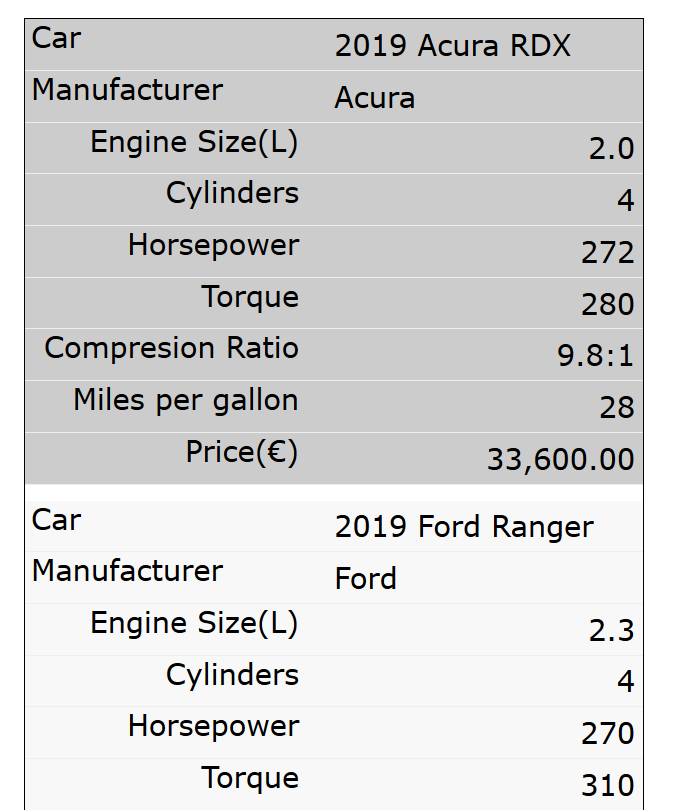 Car 2019 Acura RDX
Manufacturer Acura
Engine Size(L) 2.0
Cylinders 4
Horsepower 272
Torque 280
Compresion Ratio 9.8:1
Miles per gallon 28
Price(€) 33,600.00
Car 2019 Ford Ranger
Manufacturer Ford
Engine Size(L) 2.3
Cylinders 4
Horsepower 270
Torque 310